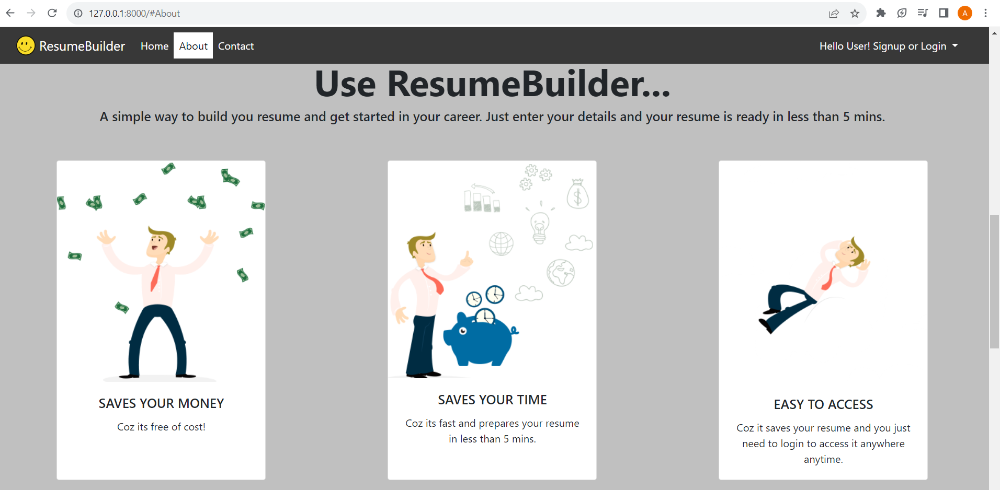 127.0.0.1:8000/#About
A
ResumeBuilder Home About Contact Hello User! Signup or Login
Use ResumeBuilder...
A simple way to build you resume and get started in your career. Just enter your details and your resume is ready in less than 5 mins.
$
SAVES YOUR MONEY
Coz its free of cost!
SAVES YOUR TIME
Coz its fast and prepares your resume
in less than 5 mins.
EASY TO ACCESS
Coz it saves your resume and you just
need to login to access it anywhere
anytime.